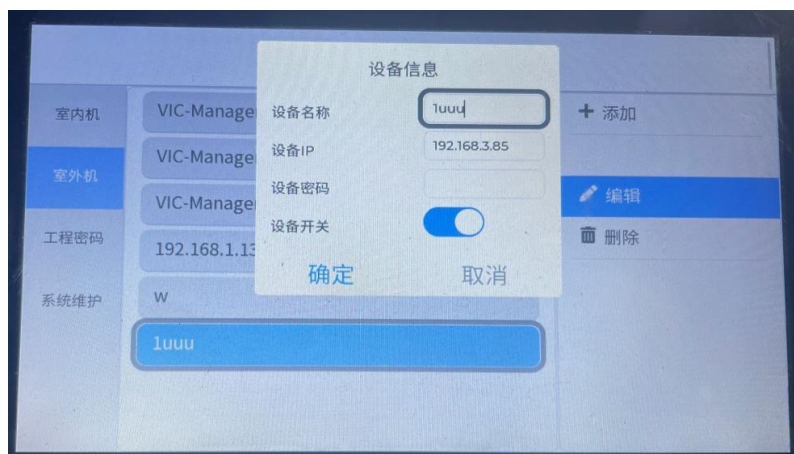 室内机
室外机
工程密码
系统维护
VIC-Manage
VIC-Manage
VIC-Manage
192.168.1.13
w
1uuu
设备信息
设备名称 1uuu
设备IP 192.168.3.85
设备密码
设备开关
确定 取消
添加
编辑
删除